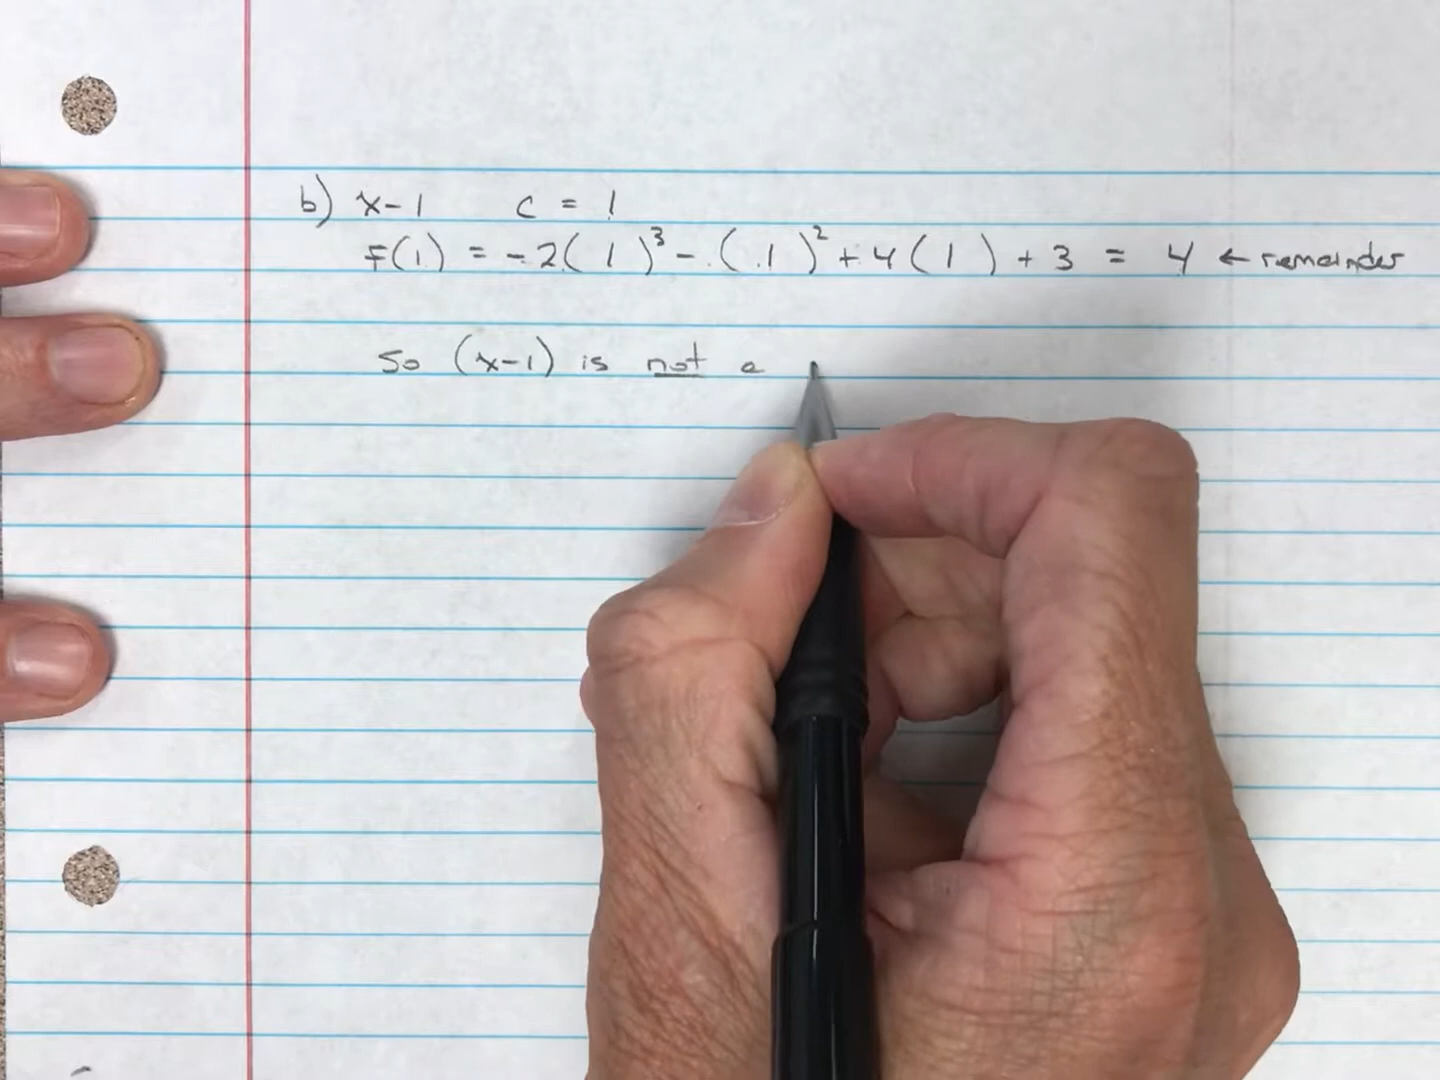 b) x-1 c = 1
F(1) = -2(1)³ - (1)² + 4(1) + 3 = 4 ← remainder
So (x-1) is not a